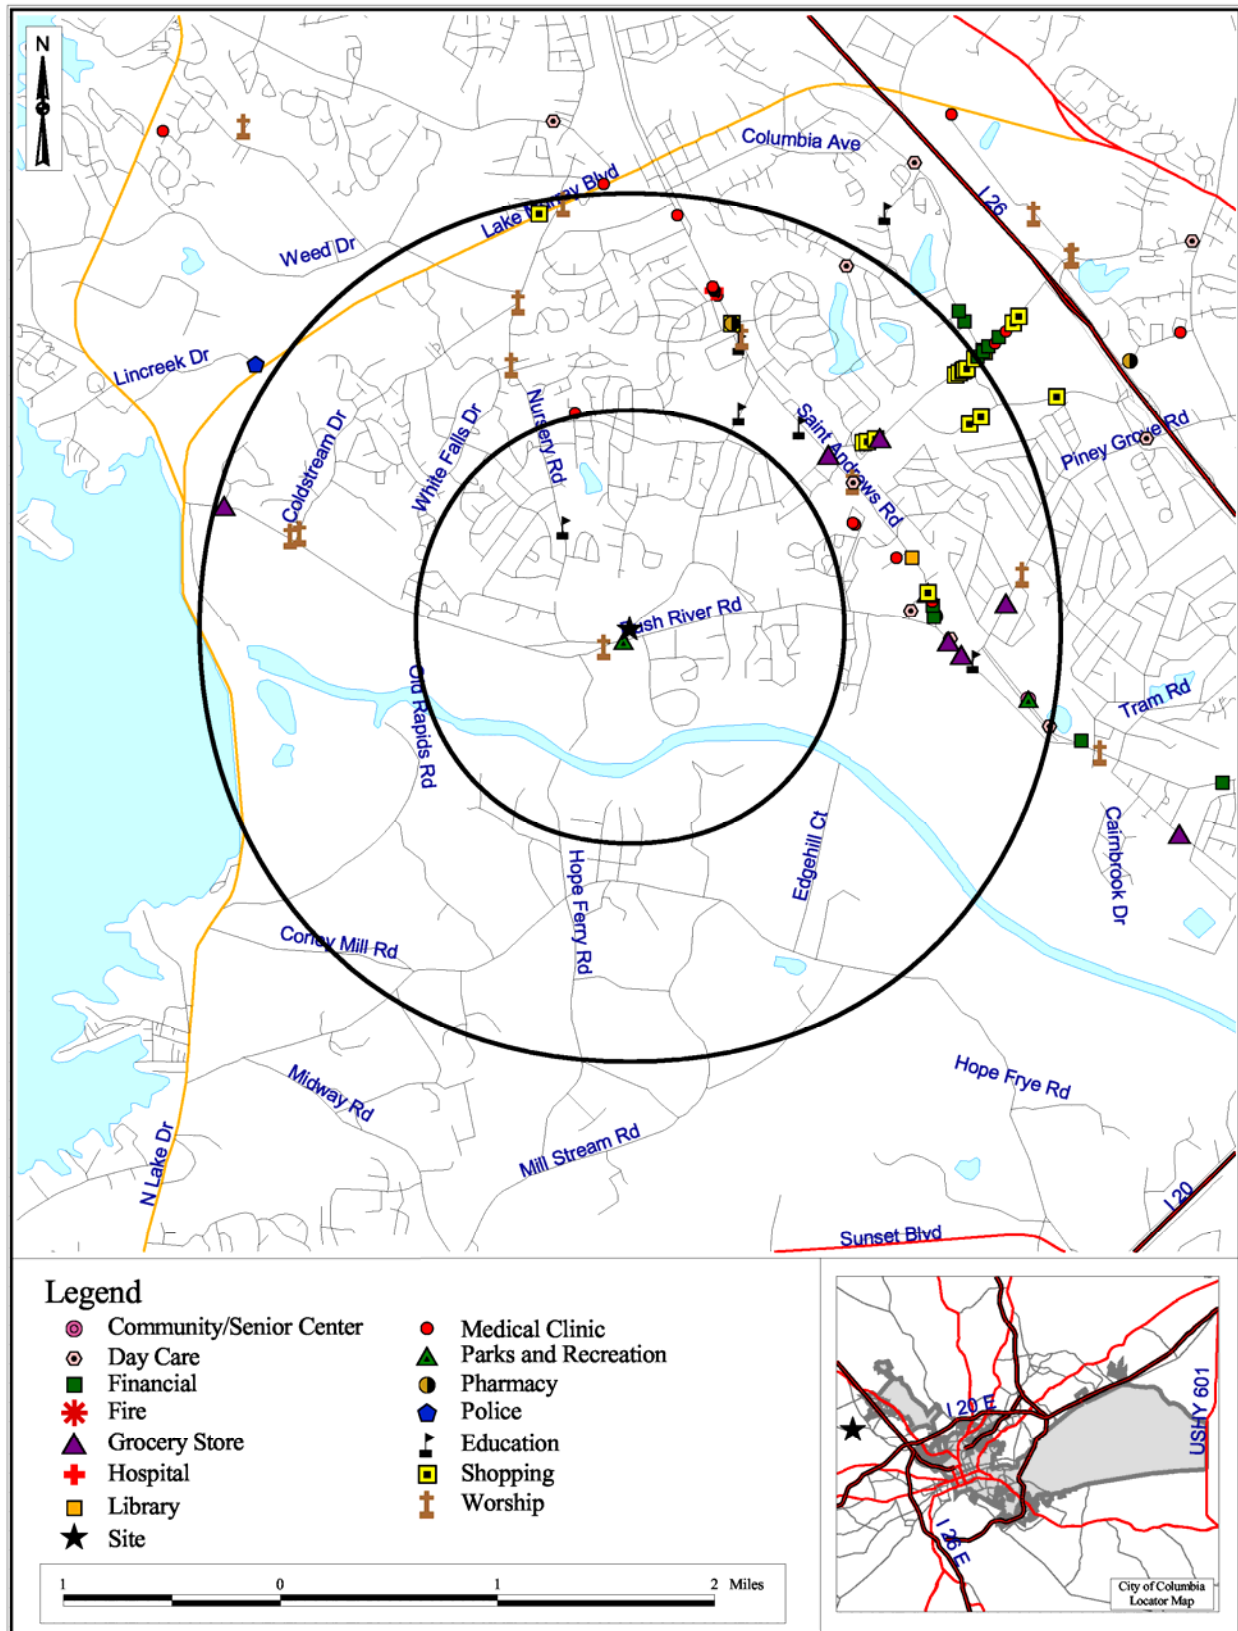 N
Columbia Ave
Lake Murray Blvd
I 26
Weed Dr
Lincreek Dr
Coldstream Dr
White Falls Dr
Nursery Rd
Saint Andrews Rd
Piney Grove Rd
Bush River Rd
Old Rapids Rd
Tram Rd
Cairnbrook Dr
Edgehill Ct
Hope Ferry Rd
Corley Mill Rd
Midway Rd
Mill Stream Rd
N Lake Dr
Hope Frye Rd
I 20
Sunset Blvd
Legend
Community/Senior Center
Day Care
Financial
Fire
Grocery Store
Hospital
Library
Site
Medical Clinic
Parks and Recreation
Pharmacy
Police
Education
Shopping
Worship
1 0 1 2 Miles
I 20 E
USHY 601
I 26 E
City of Columbia
Locator Map